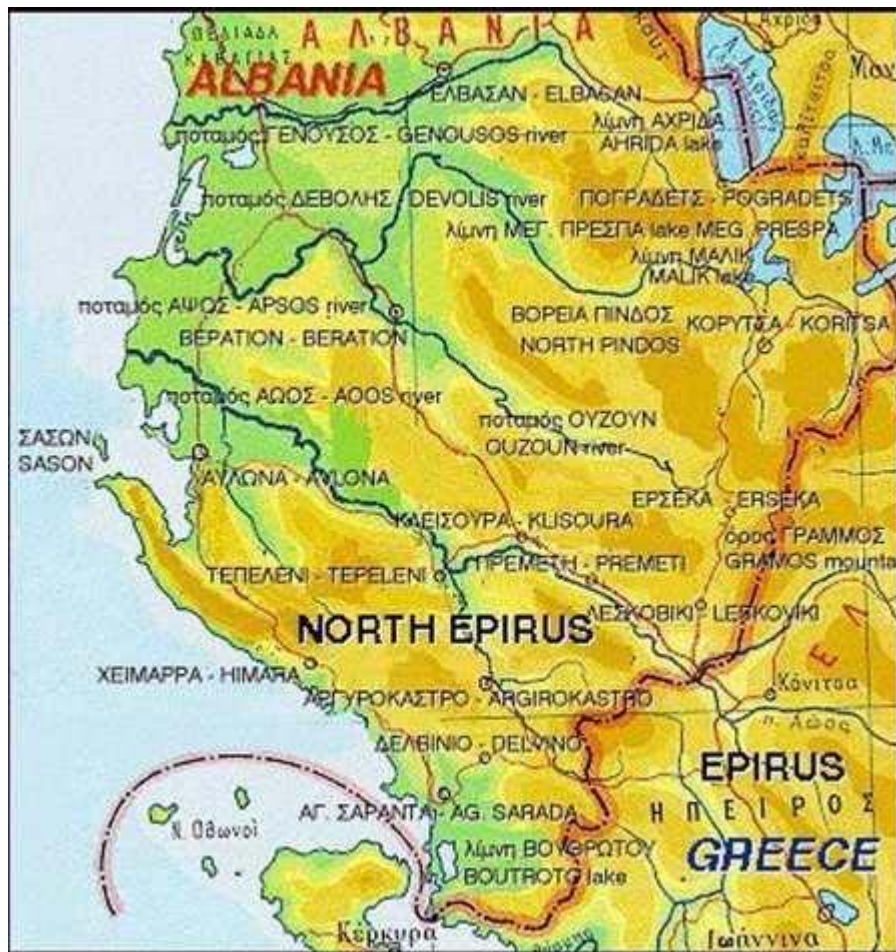 ΑΛΒΑΝΙΑ
ΠΕΔΙΑΔΑ
ΚΑΒΑΓΙΑΣ
ALBANIA
ΕΛΒΑΣΑΝ - ELBASAN
ποταμός ΓΕΝΟΥΣΟΣ - GENOUSOS river
λίμνη ΑΧΡΙΔΑ
AHRIDA lake
ποταμός ΔΕΒΟΛΗΣ - DEVOLIS river
ΠΟΓΡΑΔΕΤΣ - POGRADETS
λίμνη ΜΕΓ. ΠΡΕΣΠΑ lake MEG. PRESPA
λίμνη ΜΑΛΙΚ
MALIK lake
ποταμός ΑΨΟΣ - APSOS river
ΒΟΡΕΙΑ ΠΙΝΔΟΣ
NORTH PINDOS
ΚΟΡΥΤΣΑ - KORITSA
ΒΕΡΑΤΙΟΝ - BERATION
ποταμός ΑΩΟΣ - AOOS river
ποταμός ΟΥΖΟΥΝ
OUZOUN river
ΣΑΣΩΝ
SASON
ΑΥΛΩΝΑ - AVLONA
ΕΡΣΕΚΑ - ERSEKA
ΚΛΕΙΣΟΥΡΑ - KLISOURA
όρος ΓΡΑΜΜΟΣ
GRAMOS mounta
ΠΡΕΜΕΤΗ - PREMETI
ΤΕΠΕΛΕΝΙ - TEPELENI
ΛΕΣΚΟΒΙΚΙ - LESKOVIKI
NORTH EPIRUS
ΕΛ
ΧΕΙΜΑΡΡΑ - HIMARA
ΑΡΓΥΡΟΚΑΣΤΡΟ - ARGIROKASTRO
Κόνιτσα
π. Αώος
ΔΕΛΒΙΝΙΟ - DELVINO
EPIRUS
ΗΠΕΙΡΟΣ
ΑΓ. ΣΑΡΑΝΤΑ - AG. SARADA
Ν. Οθωνοί
λίμνη ΒΟΥΘΡΩΤΟΥ
BOUTROTO lake
GREECE
Κέρκυρα
Ιωάννινα